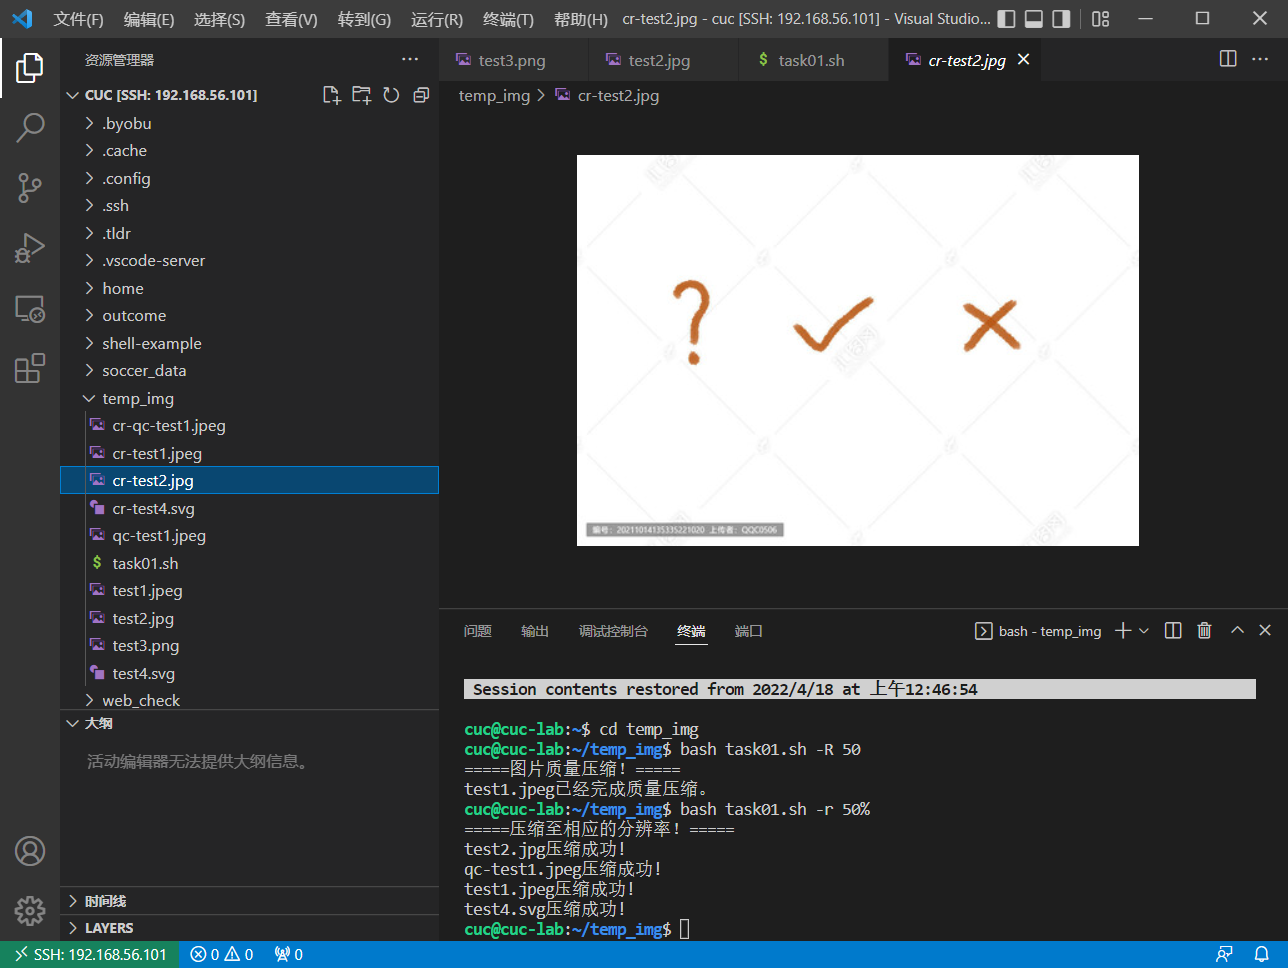 文件(F) 编辑(E) 选择(S) 查看(V) 转到(G) 运行(R) 终端(T) 帮助(H) cr-test2.jpg - cuc [SSH: 192.168.56.101] - Visual Studio...
资源管理器
CUC [SSH: 192.168.56.101]
.byobu
.cache
.config
.ssh
.tldr
.vscode-server
home
outcome
shell-example
soccer_data
temp_img
cr-qc-test1.jpeg
cr-test1.jpeg
cr-test2.jpg
cr-test4.svg
qc-test1.jpeg
$ task01.sh
test1.jpeg
test2.jpg
test3.png
test4.svg
web_check
大纲
活动编辑器无法提供大纲信息。
时间线
LAYERS
test3.png test2.jpg $ task01.sh cr-test2.jpg
temp_img > cr-test2.jpg
? ✓ ×
编号：20211014135335221020 上传者：QQC0506
问题 输出 调试控制台 终端 端口 bash - temp_img
Session contents restored from 2022/4/18 at 上午12:46:54
cuc@cuc-lab:~$ cd temp_img
cuc@cuc-lab:~/temp_img$ bash task01.sh -R 50
=====图片质量压缩! =====
test1.jpeg已经完成质量压缩。
cuc@cuc-lab:~/temp_img$ bash task01.sh -r 50%
=====压缩至相应的分辨率! =====
test2.jpg压缩成功!
qc-test1.jpeg压缩成功!
test1.jpeg压缩成功!
test4.svg压缩成功!
cuc@cuc-lab:~/temp_img$
SSH: 192.168.56.101 0 0 0